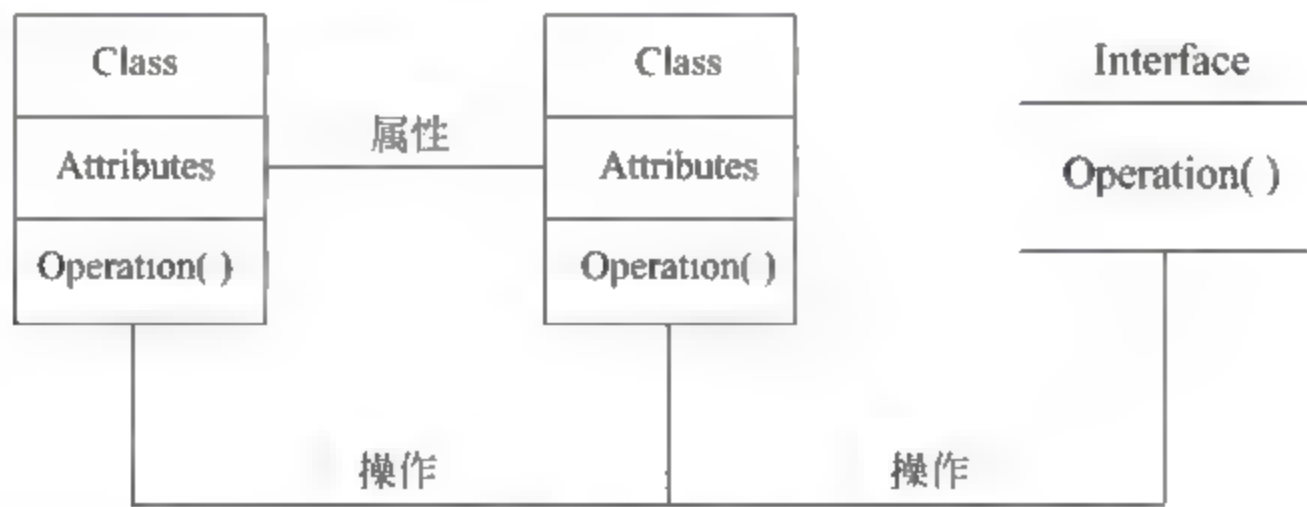 Class
Attributes
Operation( )
属性
Class
Attributes
Operation( )
Interface
Operation( )
操作
操作